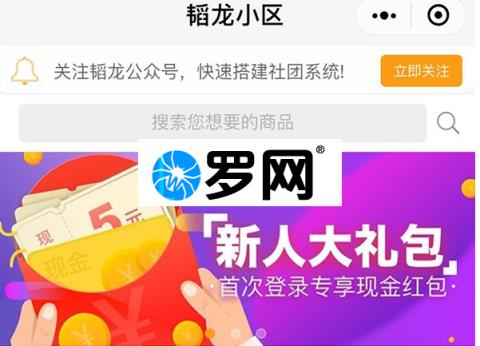 韬龙小区
关注韬龙公众号，快速搭建社团系统!
立即关注
搜索您想要的商品
罗网®
现 5元
现金
新人大礼包
·首次登录专享现金红包·